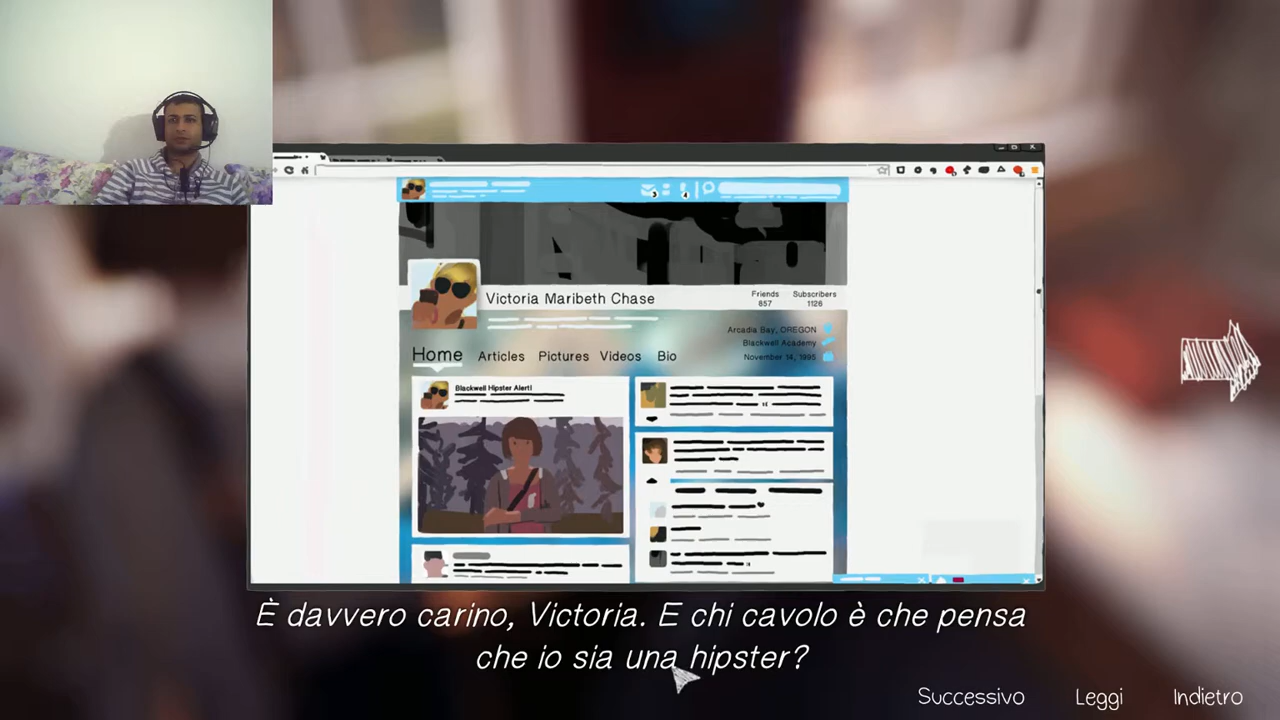 Victoria Maribeth Chase
Friends
857
Subscribers
1126
Arcadia Bay, OREGON
Blackwell Academy
November 14, 1995
Home Articles Pictures Videos Bio
Blackwell Hipster Alert!
È davvero carino, Victoria. E chi cavolo è che pensa
che io sia una hipster?
Successivo Leggi Indietro